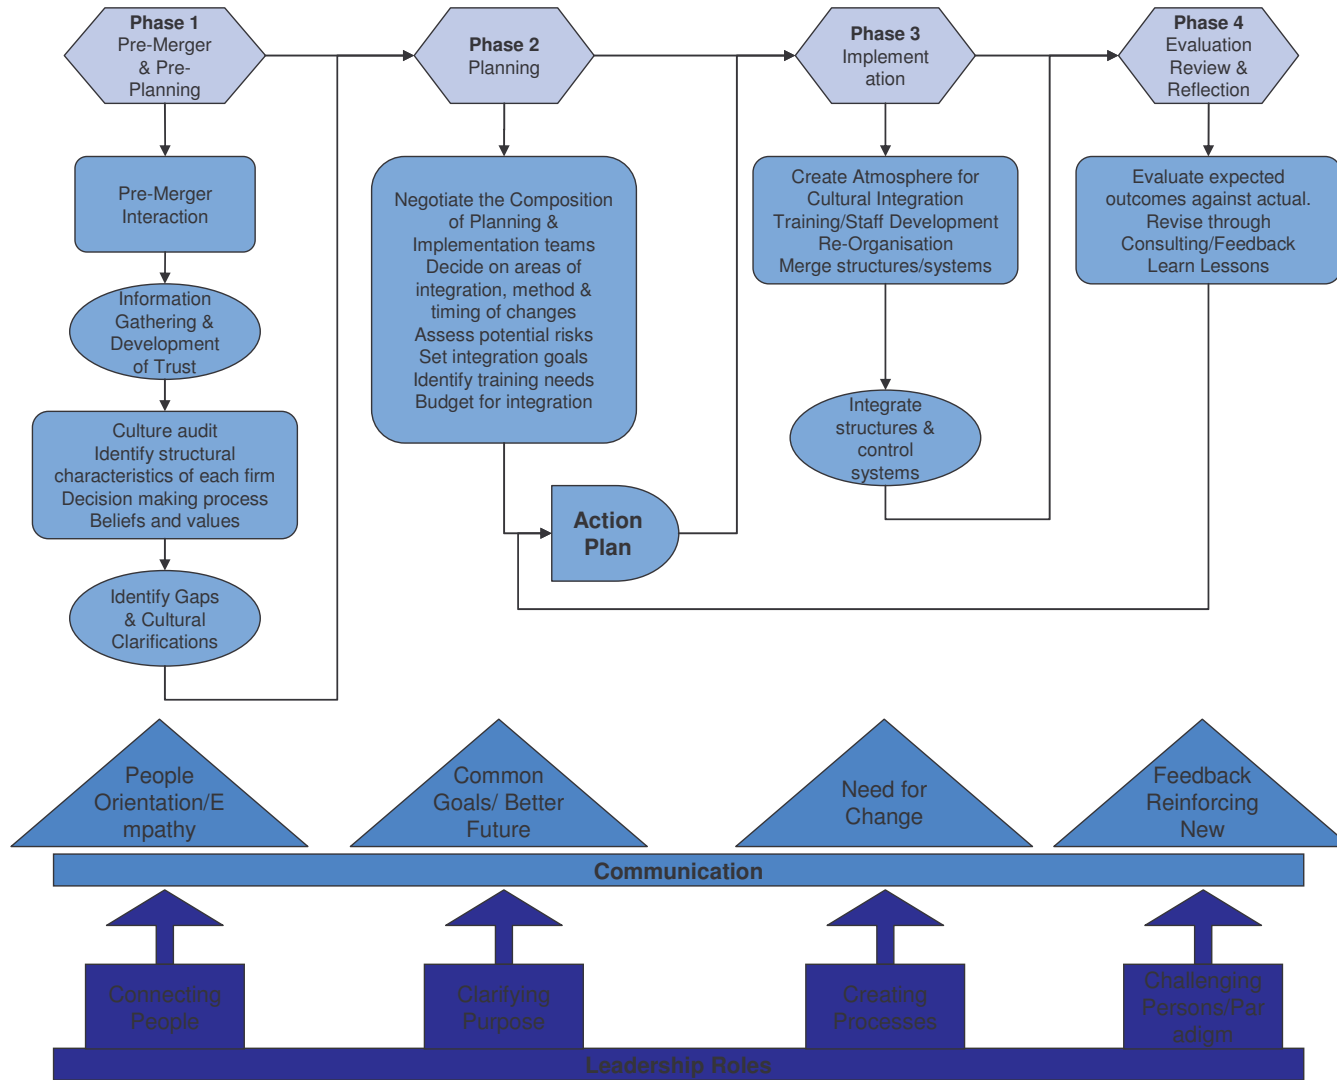 Phase 1
Pre-Merger
& Pre-
Planning
Phase 2
Planning
Phase 3
Implement
ation
Phase 4
Evaluation
Review &
Reflection
Pre-Merger
Interaction
Information
Gathering &
Development
of Trust
Culture audit
Identify structural
characteristics of each firm
Decision making process
Beliefs and values
Identify Gaps
& Cultural
Clarifications
Negotiate the Composition
of Planning &
Implementation teams
Decide on areas of
integration, method &
timing of changes
Assess potential risks
Set integration goals
Identify training needs
Budget for integration
Action
Plan
Create Atmosphere for
Cultural Integration
Training/Staff Development
Re-Organisation
Merge structures/systems
Integrate
structures &
control
systems
Evaluate expected
outcomes against actual.
Revise through
Consulting/Feedback
Learn Lessons
People
Orientation/E
mpathy
Common
Goals/ Better
Future
Need for
Change
Feedback
Reinforcing
New
Communication
Connecting
People
Clarifying
Purpose
Creating
Processes
Challenging
Persons/Par
adigm
Leadership Roles